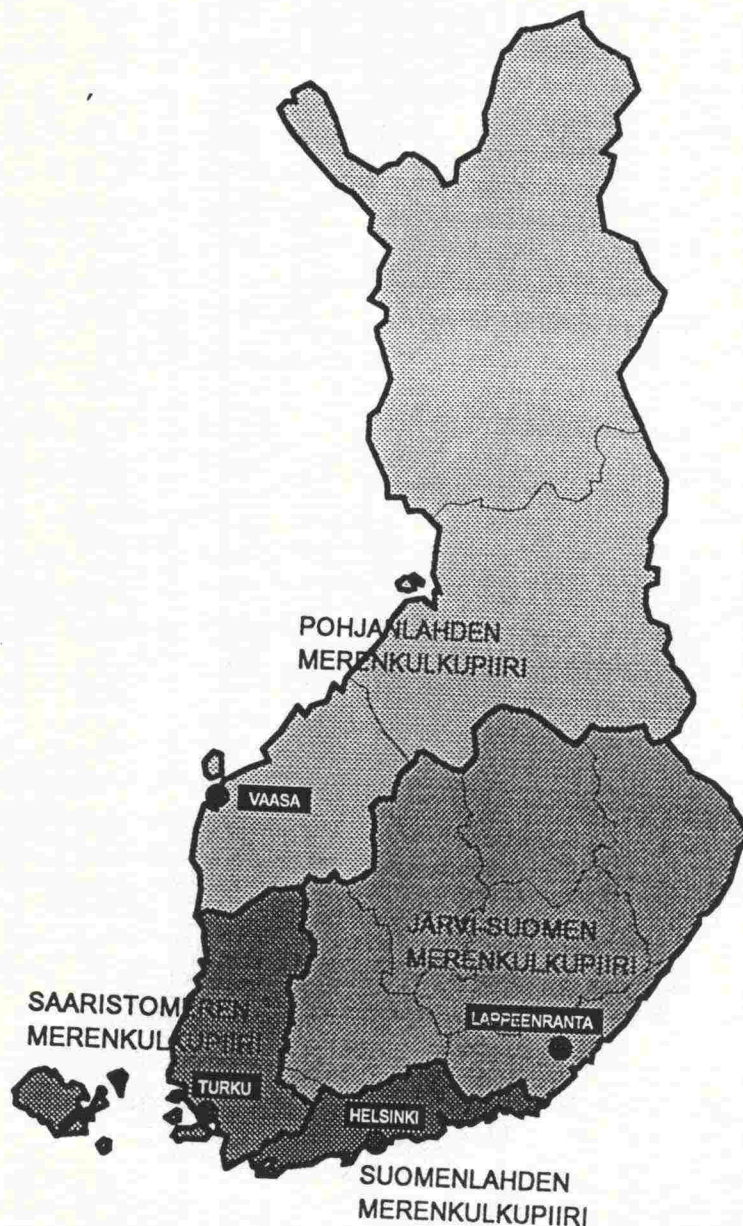 POHJANLAHDEN
MERENKULKUPIIRI
VAASA
JÄRVI-SUOMEN
MERENKULKUPIIRI
SAARISTOMEREN
MERENKULKUPIIRI
LAPPEENRANTA
TURKU
HELSINKI
SUOMENLAHDEN
MERENKULKUPIIRI